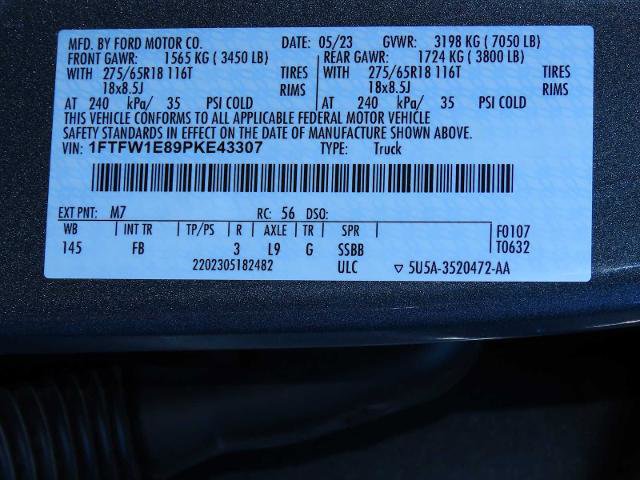 MFD. BY FORD MOTOR CO. DATE: 05/23 GVWR: 3198 KG ( 7050 LB)
FRONT GAWR: 1565 KG ( 3450 LB) REAR GAWR: 1724 KG ( 3800 LB)
WITH 275/65R18 116T TIRES WITH 275/65R18 116T TIRES
18x8.5J RIMS 18x8.5J RIMS
AT 240 kPa/ 35 PSI COLD AT 240 kPa/ 35 PSI COLD
THIS VEHICLE CONFORMS TO ALL APPLICABLE FEDERAL MOTOR VEHICLE
SAFETY STANDARDS IN EFFECT ON THE DATE OF MANUFACTURE SHOWN ABOVE.
VIN: 1FTFW1E89PKE43307 TYPE: Truck
EXT PNT: M7 RC: 56 DSO:
WB INT TR TP/PS R AXLE TR SPR F0107
145 FB 3 L9 G SSBB T0632
2202305182482 ULC ▽ 5U5A-3520472-AA